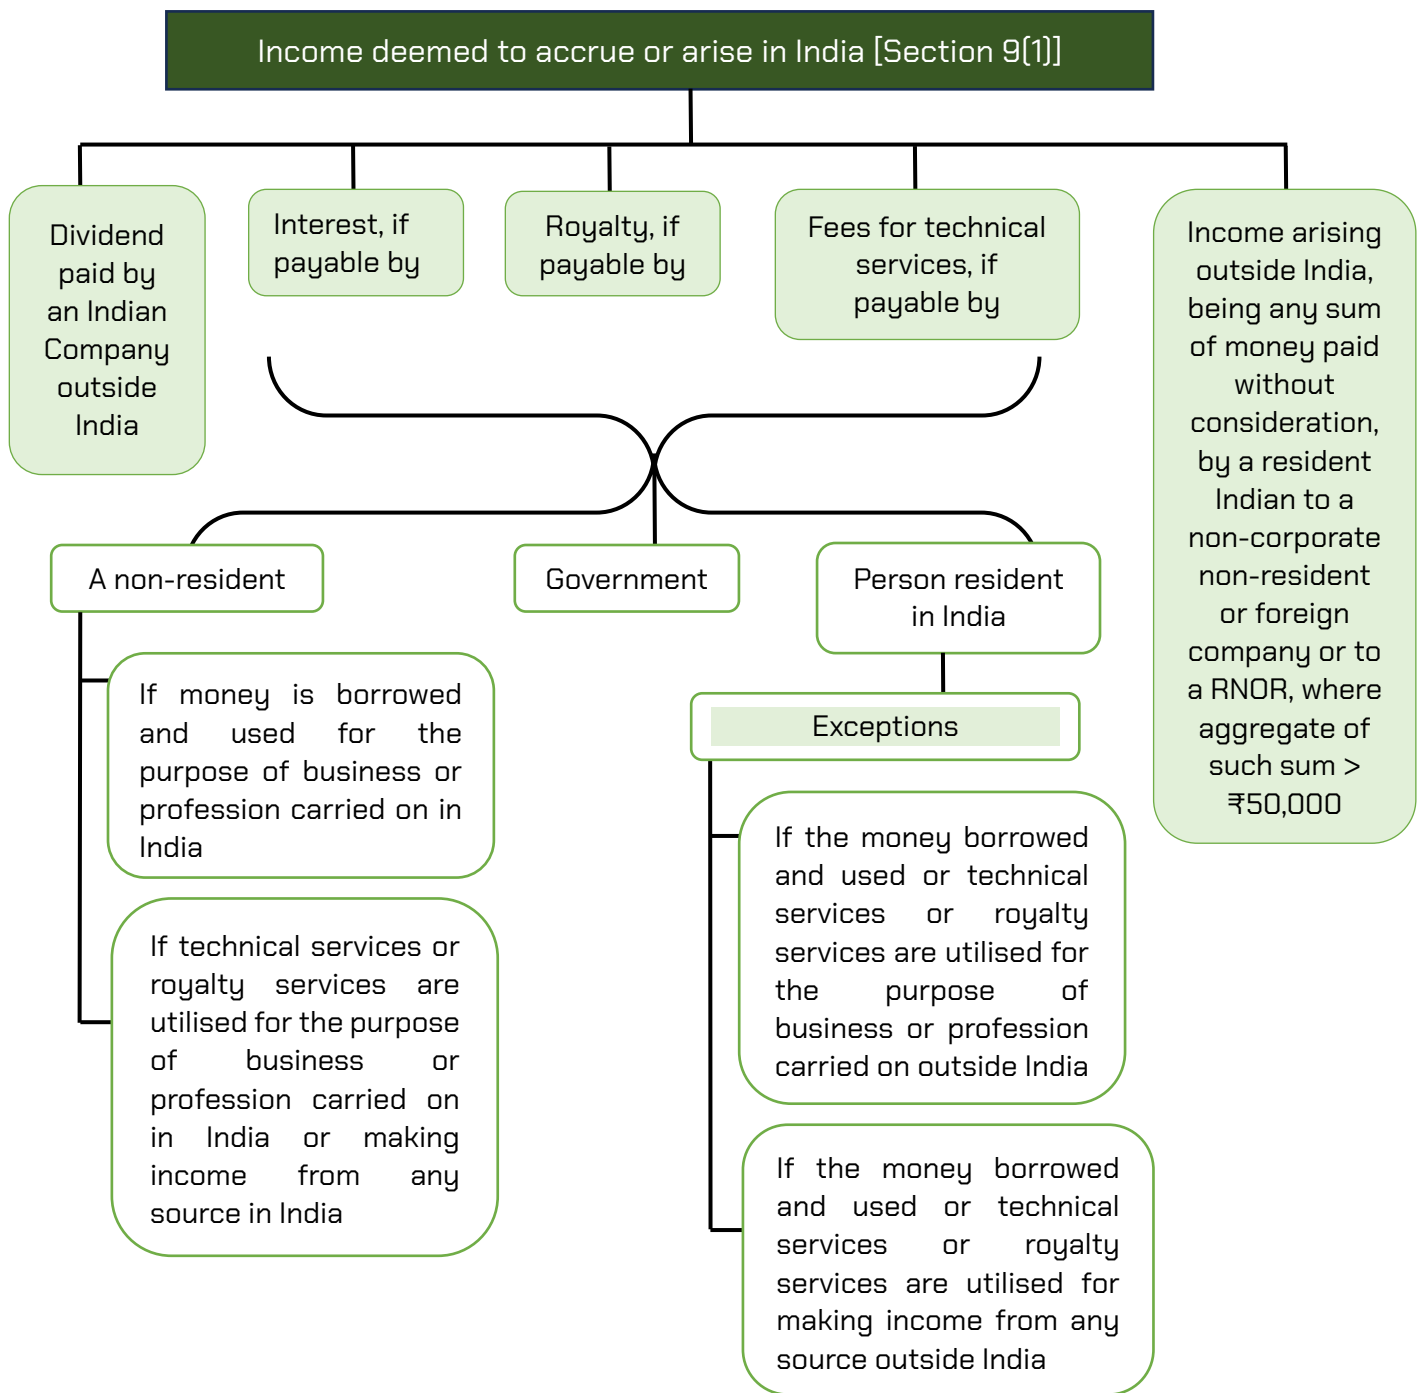 Income deemed to accrue or arise in India [Section 9(1)]
Dividend
paid by
an Indian
Company
outside
India
Interest, if
payable by
Royalty, if
payable by
Fees for technical
services, if
payable by
Income arising
outside India,
being any sum
of money paid
without
consideration,
by a resident
Indian to a
non-corporate
non-resident
or foreign
company or to
a RNOR, where
aggregate of
such sum >
₹50,000
A non-resident
If money is borrowed
and used for the
purpose of business or
profession carried on in
India
If technical services or
royalty services are
utilised for the purpose
of business or
profession carried on
in India or making
income from any
source in India
Government
Person resident
in India
Exceptions
If the money borrowed
and used or technical
services or royalty
services are utilised for
the purpose of
business or profession
carried on outside India
If the money borrowed
and used or technical
services or royalty
services are utilised for
making income from any
source outside India